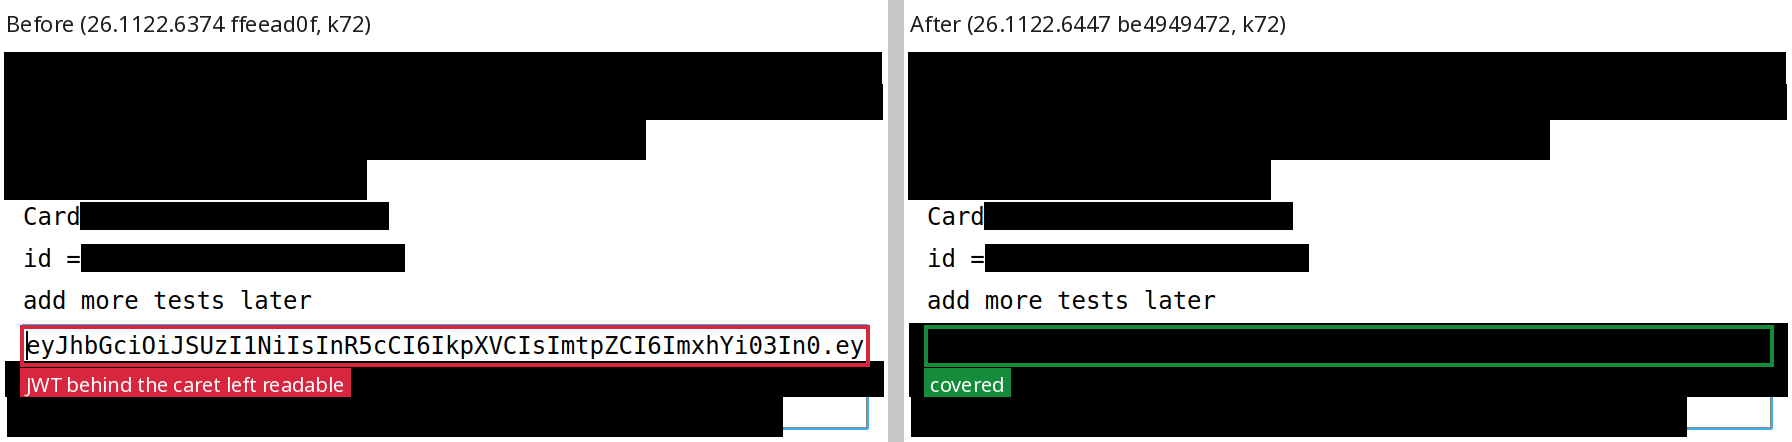 Before (26.1122.6374 ffeead0f, k72)
Card
id =
add more tests later
eyJhbGciOiJSUzI1NiIsInR5cCI6IkpXVCIsImtpZCI6ImxhYi03In0.ey
JWT behind the caret left readable
After (26.1122.6447 be4949472, k72)
Card
id =
add more tests later
covered